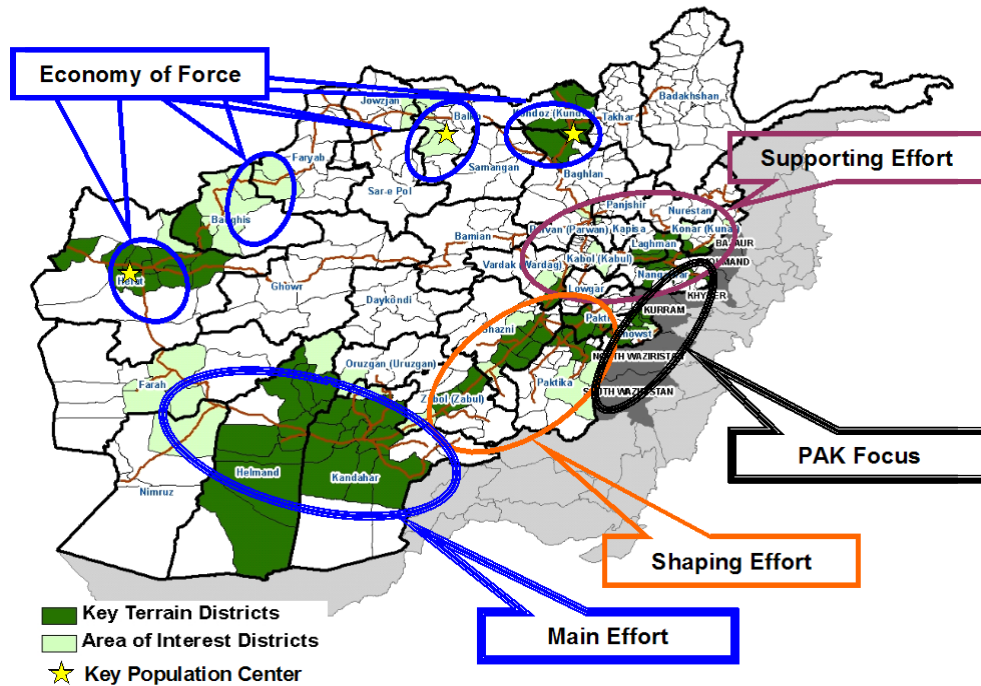 Economy of Force
Badakhshan
Jowzjan
Balkh
Kondoz (Kunduz)
Takhar
Faryab
Samangan
Supporting Effort
Baghlan
Sar-e Pol
Panjshir
Nurestan
Badghis
Parvan (Parwan)
Kapisa
Konar (Kunar)
Bamian
Laghman
BAJAUR
Kabol (Kabul)
MOHMAND
Vardak (Vardag)
Nangarhar
Herat
Ghowr
Lowgar
KHYBER
Daykondi
KURRAM
Paktia
Ghazni
Khowst
Oruzgan (Uruzgan)
NORTH WAZIRISTAN
Farah
Paktika
Zabol (Zabul)
SOUTH WAZIRISTAN
PAK Focus
Helmand
Kandahar
Nimruz
Shaping Effort
Key Terrain Districts
Area of Interest Districts
Main Effort
Key Population Center